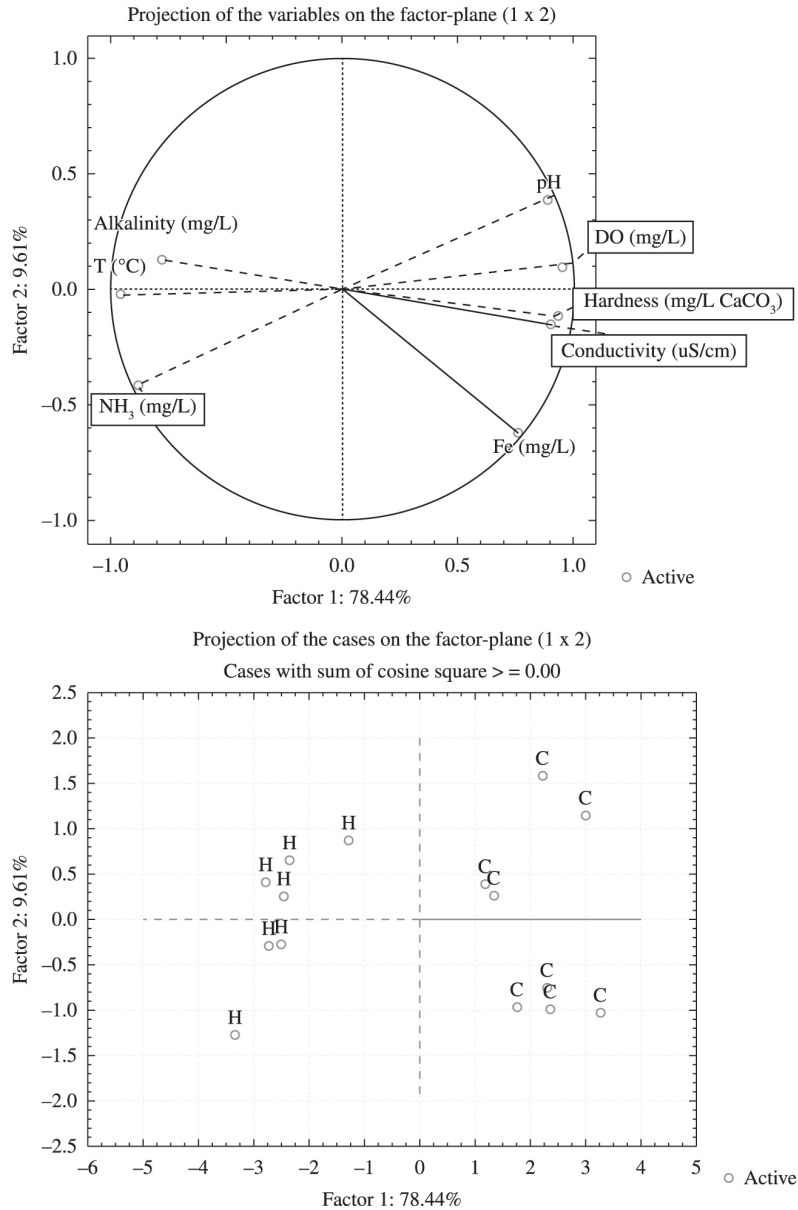 Projection of the variables on the factor-plane (1 x 2)
1.0
0.5
0.0
–0.5
–1.0
Factor 2: 9.61%
pH
DO (mg/L)
Alkalinity (mg/L)
T (°C)
Hardness (mg/L CaCO₃)
Conductivity (uS/cm)
NH₃ (mg/L)
Fe (mg/L)
–1.0 0.0 0.5 1.0
Active
Factor 1: 78.44%
Projection of the cases on the factor-plane (1 x 2)
Cases with sum of cosine square > = 0.00
2.5
2.0
1.5
1.0
0.5
0.0
–0.5
–1.0
–1.5
–2.0
–2.5
Factor 2: 9.61%
C
C
H
H
H C
H C
H H
C
C C C
H
–6 –5 –4 –3 –2 –1 0 1 2 3 4 5
Active
Factor 1: 78.44%